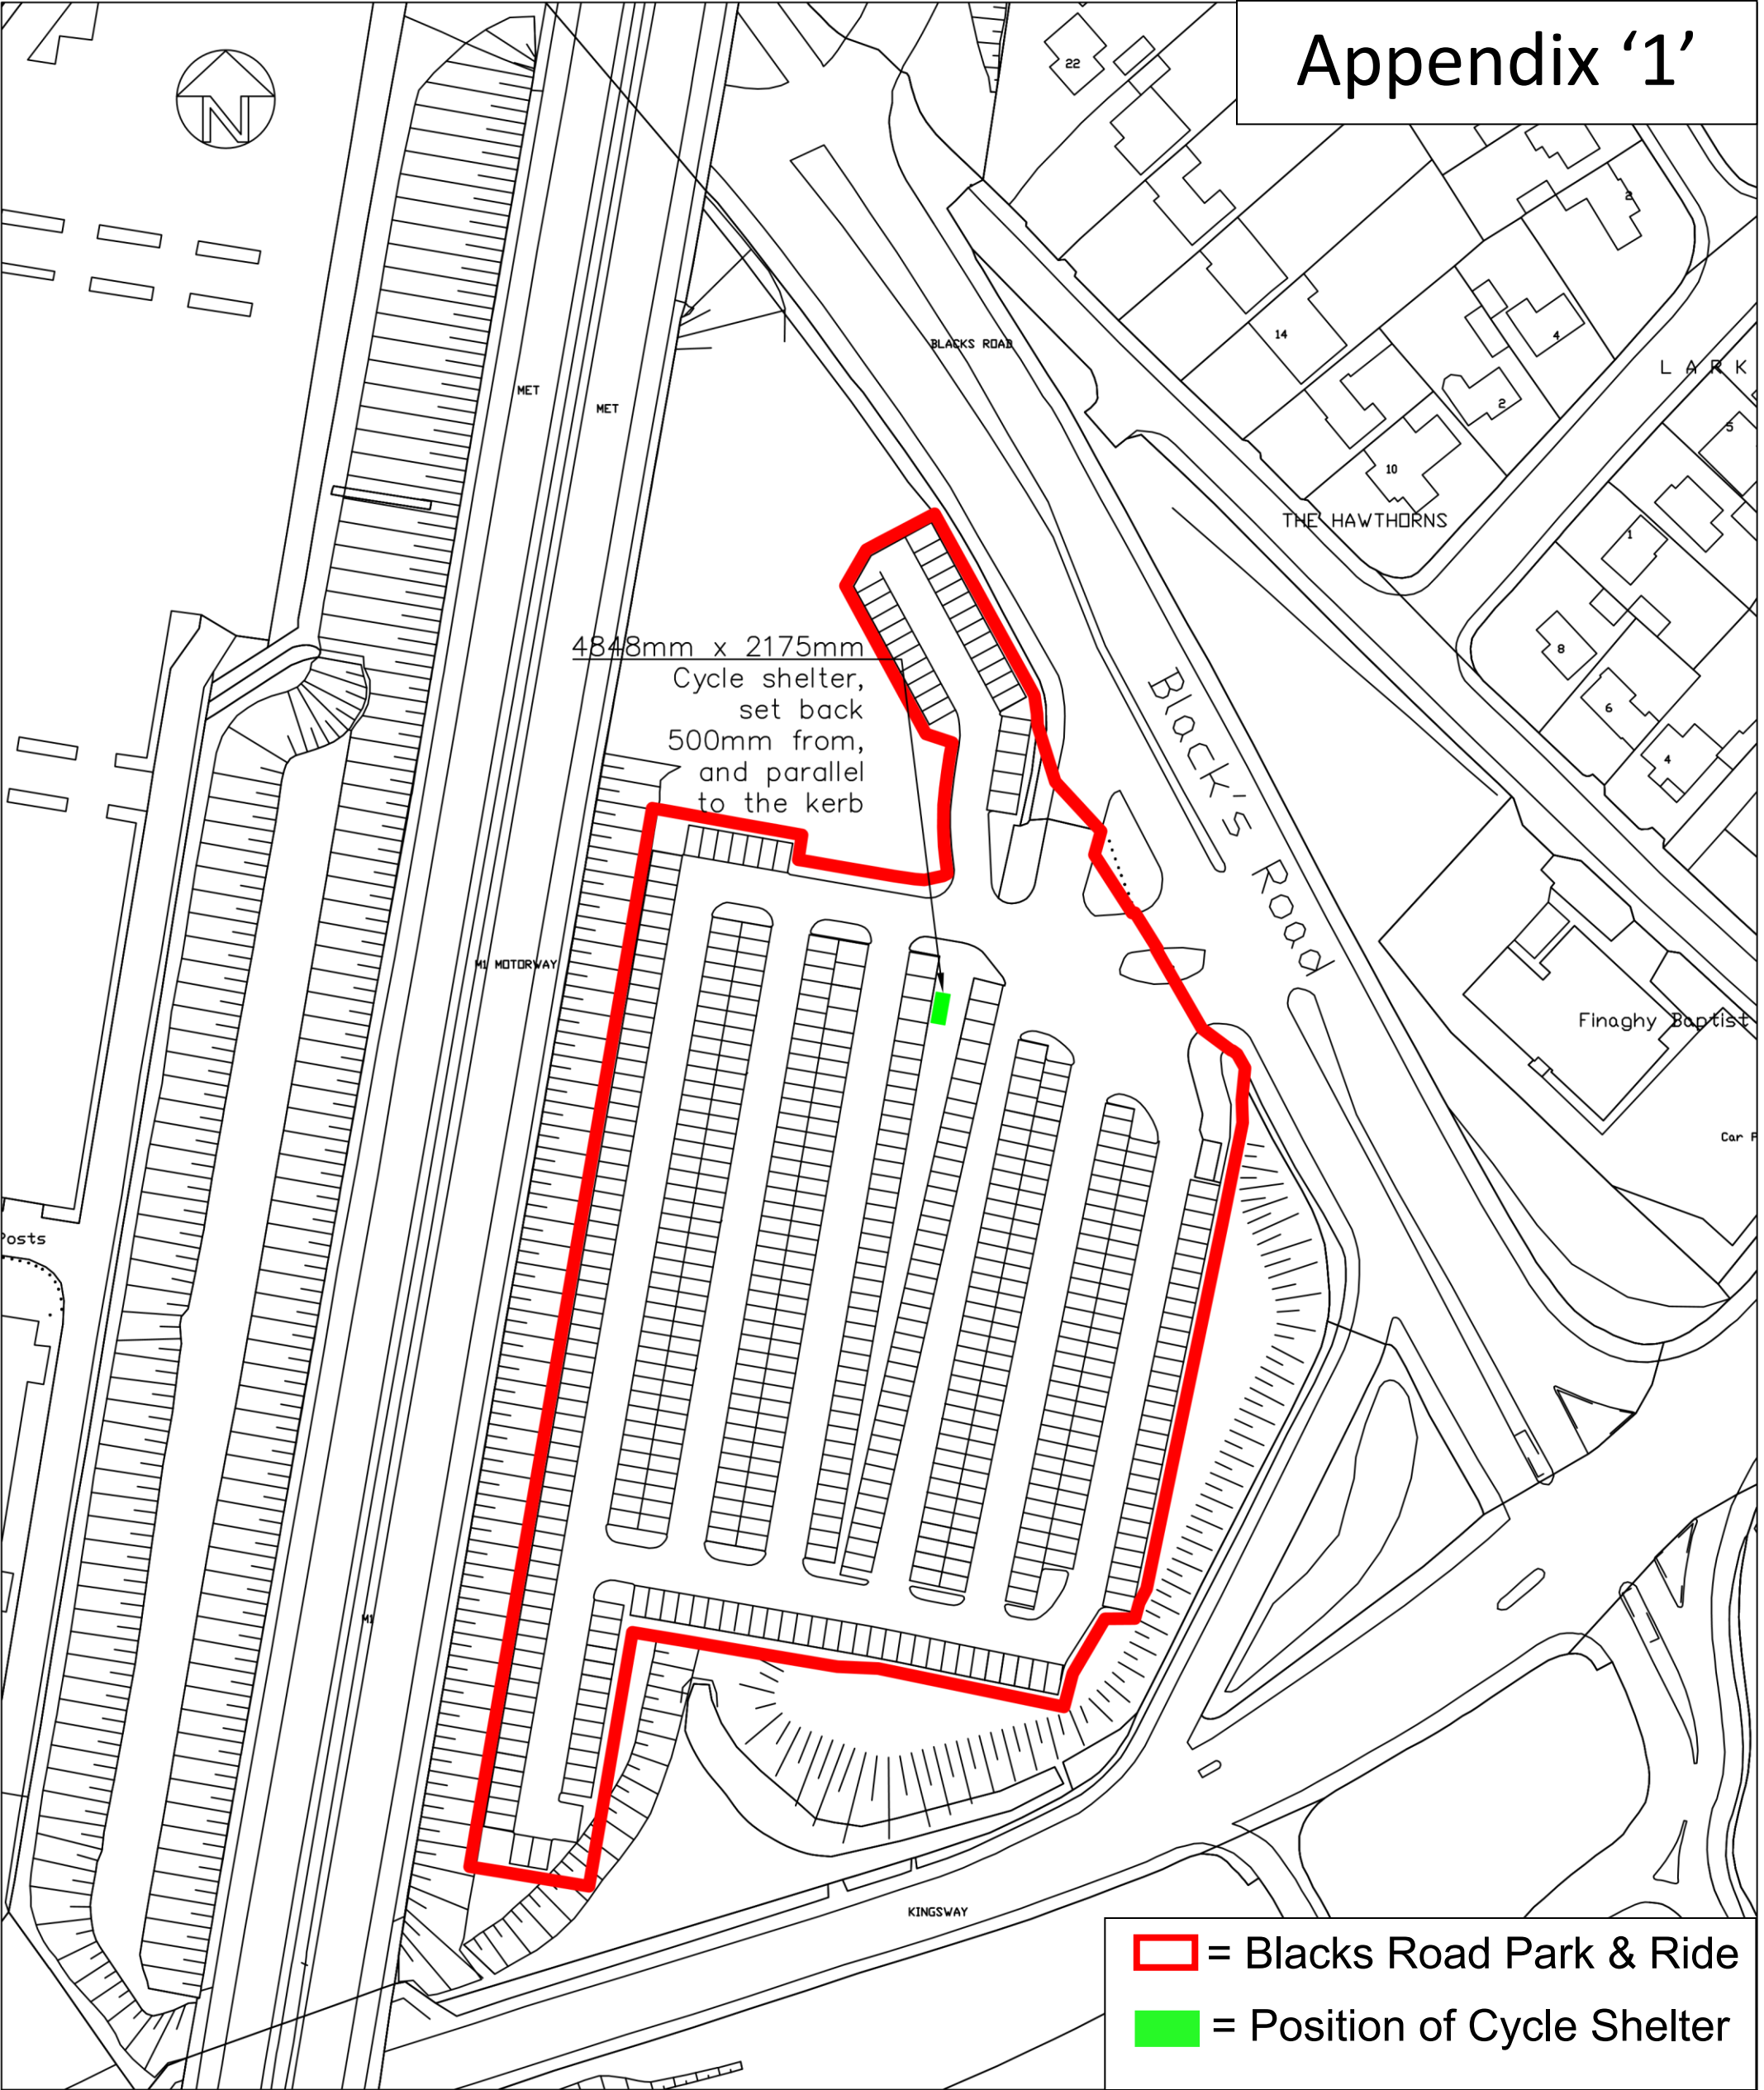 Appendix ‘1’
N
22
2
14
4
BLACKS ROAD
LARK
MET
MET
2
5
10
THE HAWTHORNS
1
4848mm x 2175mm
Cycle shelter,
set back
500mm from,
and parallel
to the kerb
8
6
4
Black's Road
M1 MOTORWAY
Finaghy Baptist
Car P
Posts
M1
KINGSWAY
= Blacks Road Park & Ride
= Position of Cycle Shelter